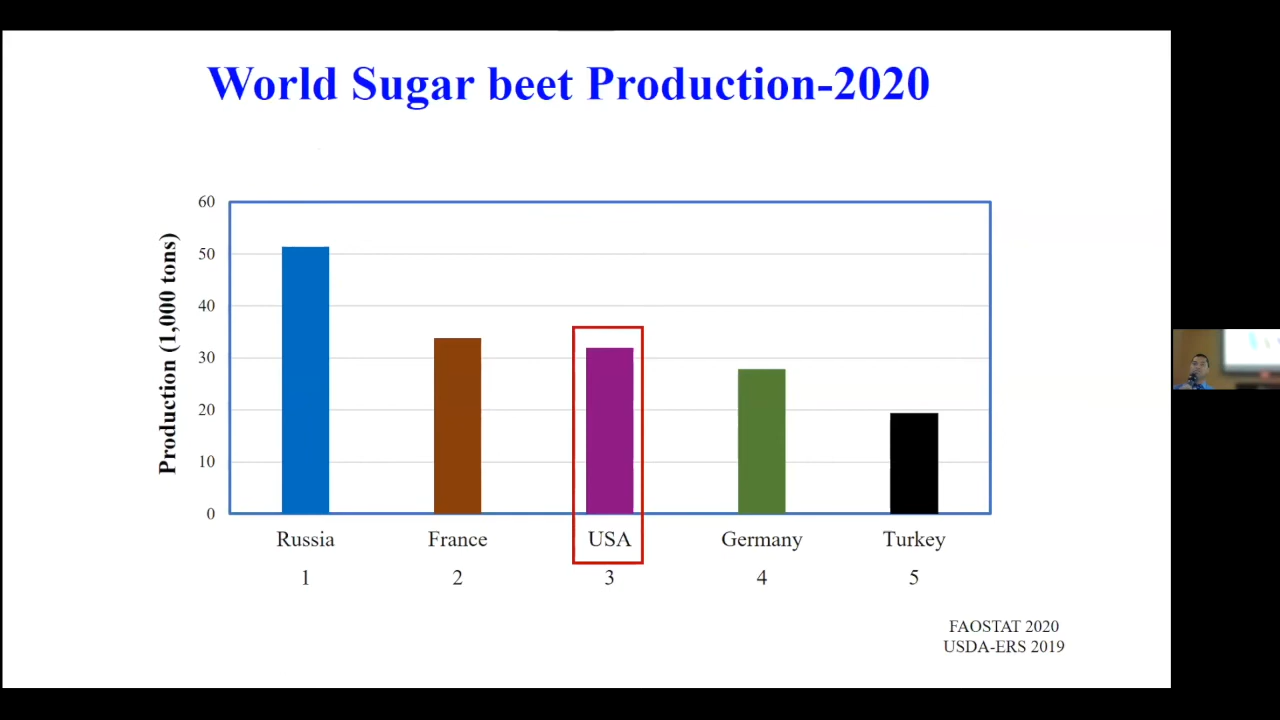 World Sugar beet Production-2020
Production (1,000 tons)
60
50
40
30
20
10
0
Russia France USA Germany Turkey
1 2 3 4 5
FAOSTAT 2020
USDA-ERS 2019